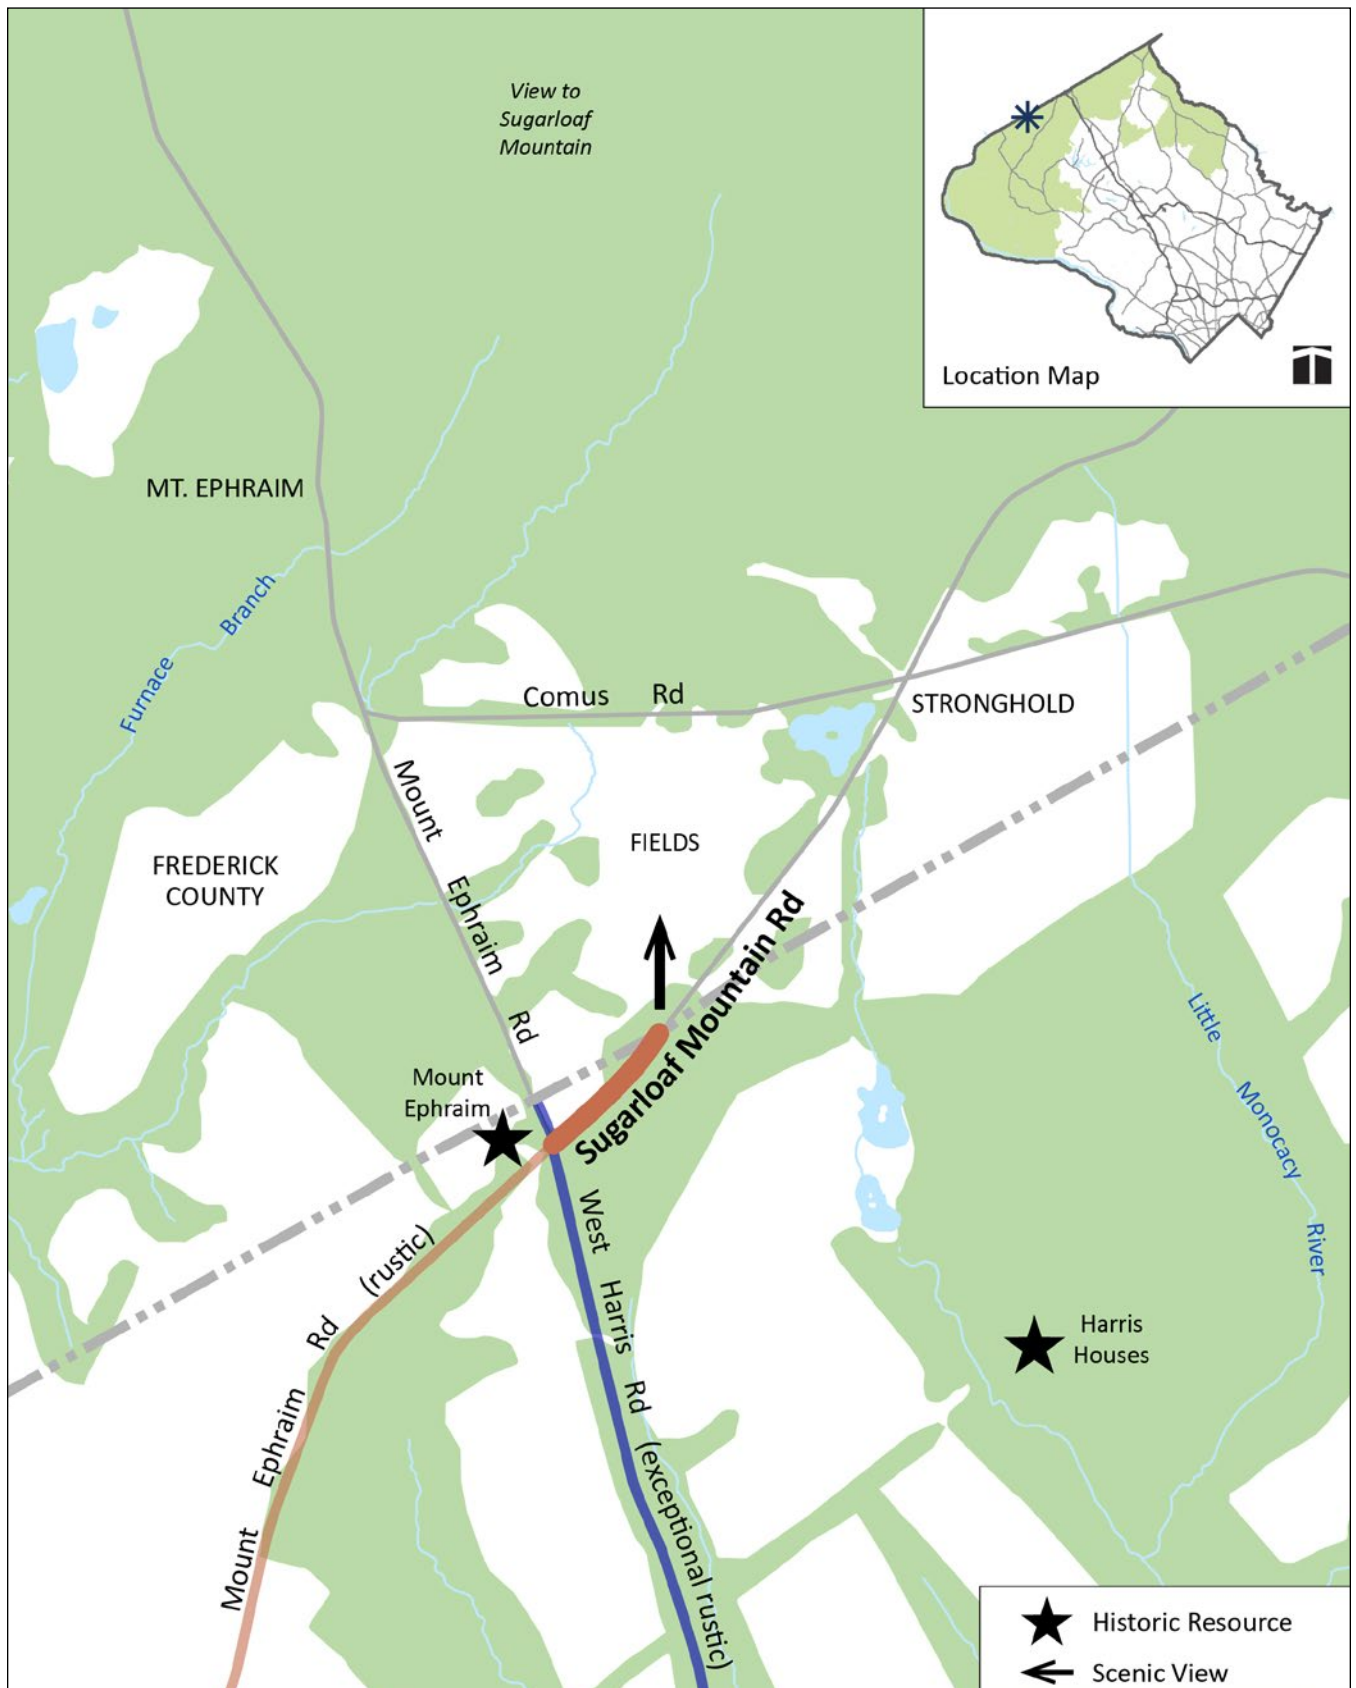 View to
Sugarloaf
Mountain
Location Map
MT. EPHRAIM
Furnace Branch
Comus Rd
STRONGHOLD
Mount Ephraim Rd
FIELDS
FREDERICK
COUNTY
Sugarloaf Mountain Rd
Little Monocacy River
Mount
Ephraim
West Harris Rd (exceptional rustic)
Mount Ephraim Rd (rustic)
Harris
Houses
Historic Resource
Scenic View